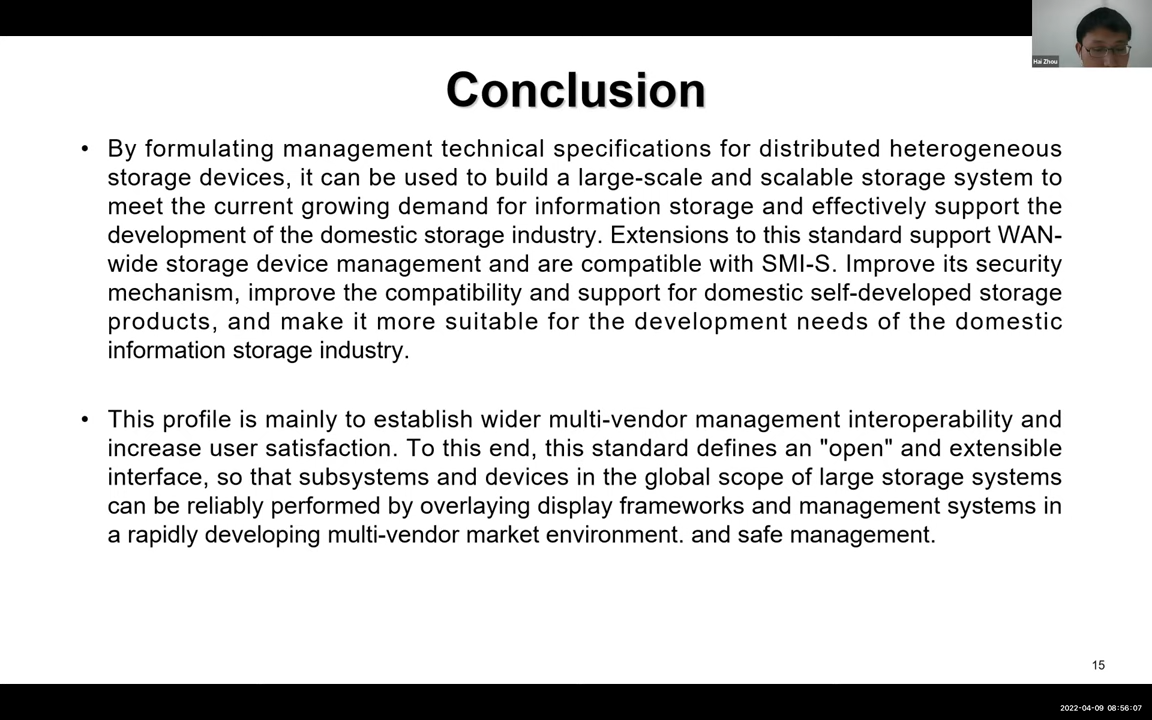 Hai Zhou
Conclusion
• By formulating management technical specifications for distributed heterogeneous
storage devices, it can be used to build a large-scale and scalable storage system to
meet the current growing demand for information storage and effectively support the
development of the domestic storage industry. Extensions to this standard support WAN-
wide storage device management and are compatible with SMI-S. Improve its security
mechanism, improve the compatibility and support for domestic self-developed storage
products, and make it more suitable for the development needs of the domestic
information storage industry.
• This profile is mainly to establish wider multi-vendor management interoperability and
increase user satisfaction. To this end, this standard defines an "open" and extensible
interface, so that subsystems and devices in the global scope of large storage systems
can be reliably performed by overlaying display frameworks and management systems in
a rapidly developing multi-vendor market environment. and safe management.
15
2022-04-09 08:56:07